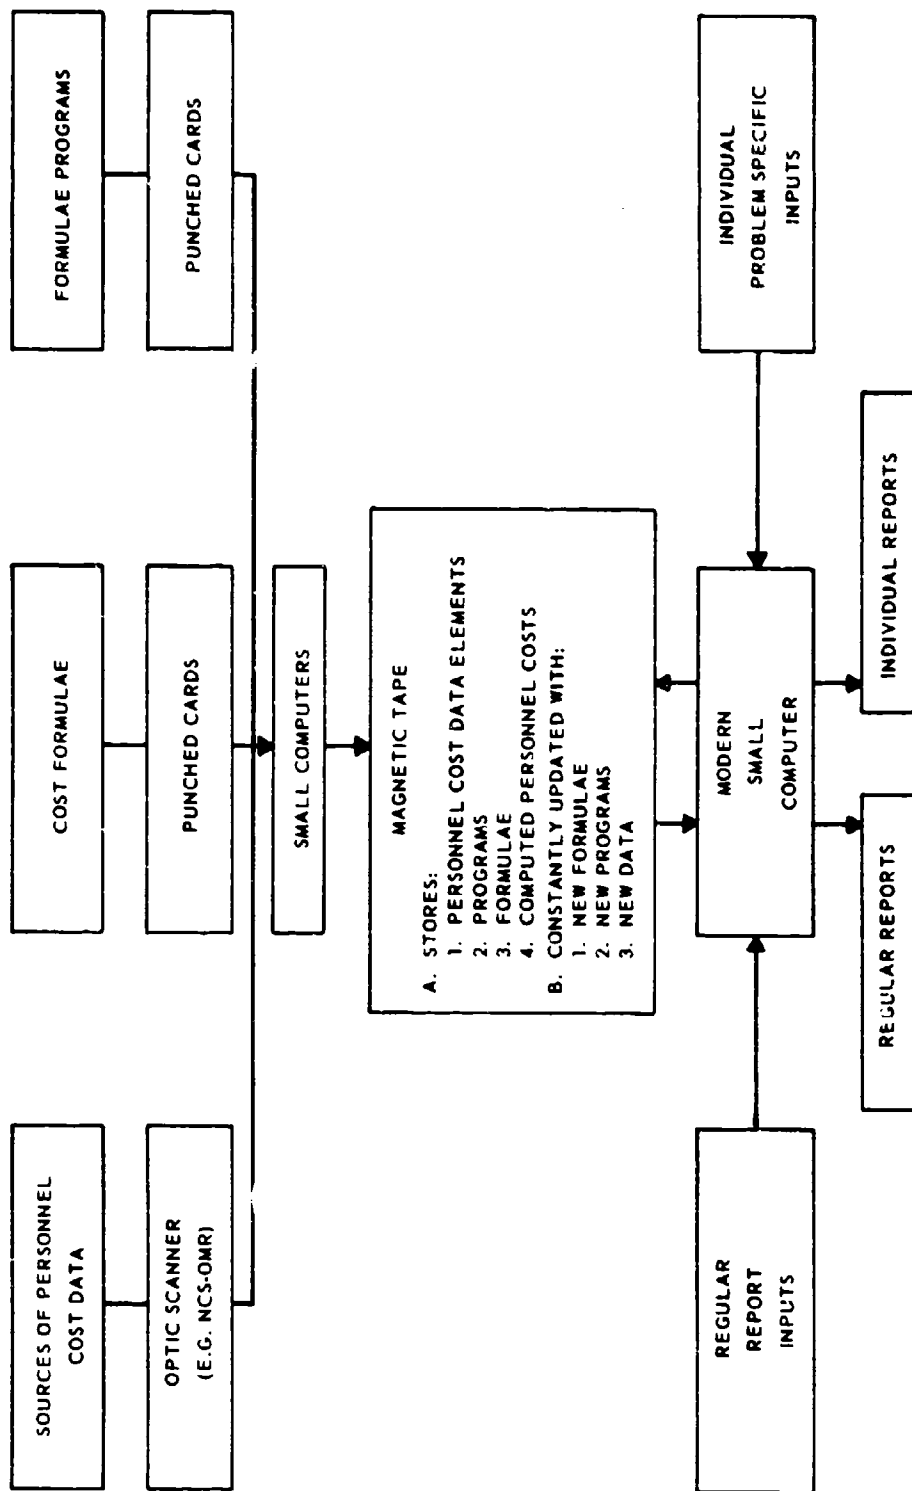 SOURCES OF PERSONNEL
COST DATA
COST FORMULAE
FORMULAE PROGRAMS
OPTIC SCANNER
(E.G. NCS-OMR)
PUNCHED CARDS
PUNCHED CARDS
SMALL COMPUTERS
MAGNETIC TAPE
A. STORES:
1. PERSONNEL COST DATA ELEMENTS
2. PROGRAMS
3. FORMULAE
4. COMPUTED PERSONNEL COSTS
B. CONSTANTLY UPDATED WITH:
1. NEW FORMULAE
2. NEW PROGRAMS
3. NEW DATA
REGULAR
REPORT
INPUTS
MODERN
SMALL
COMPUTER
INDIVIDUAL
PROBLEM SPECIFIC
INPUTS
REGULAR REPORTS
INDIVIDUAL REPORTS